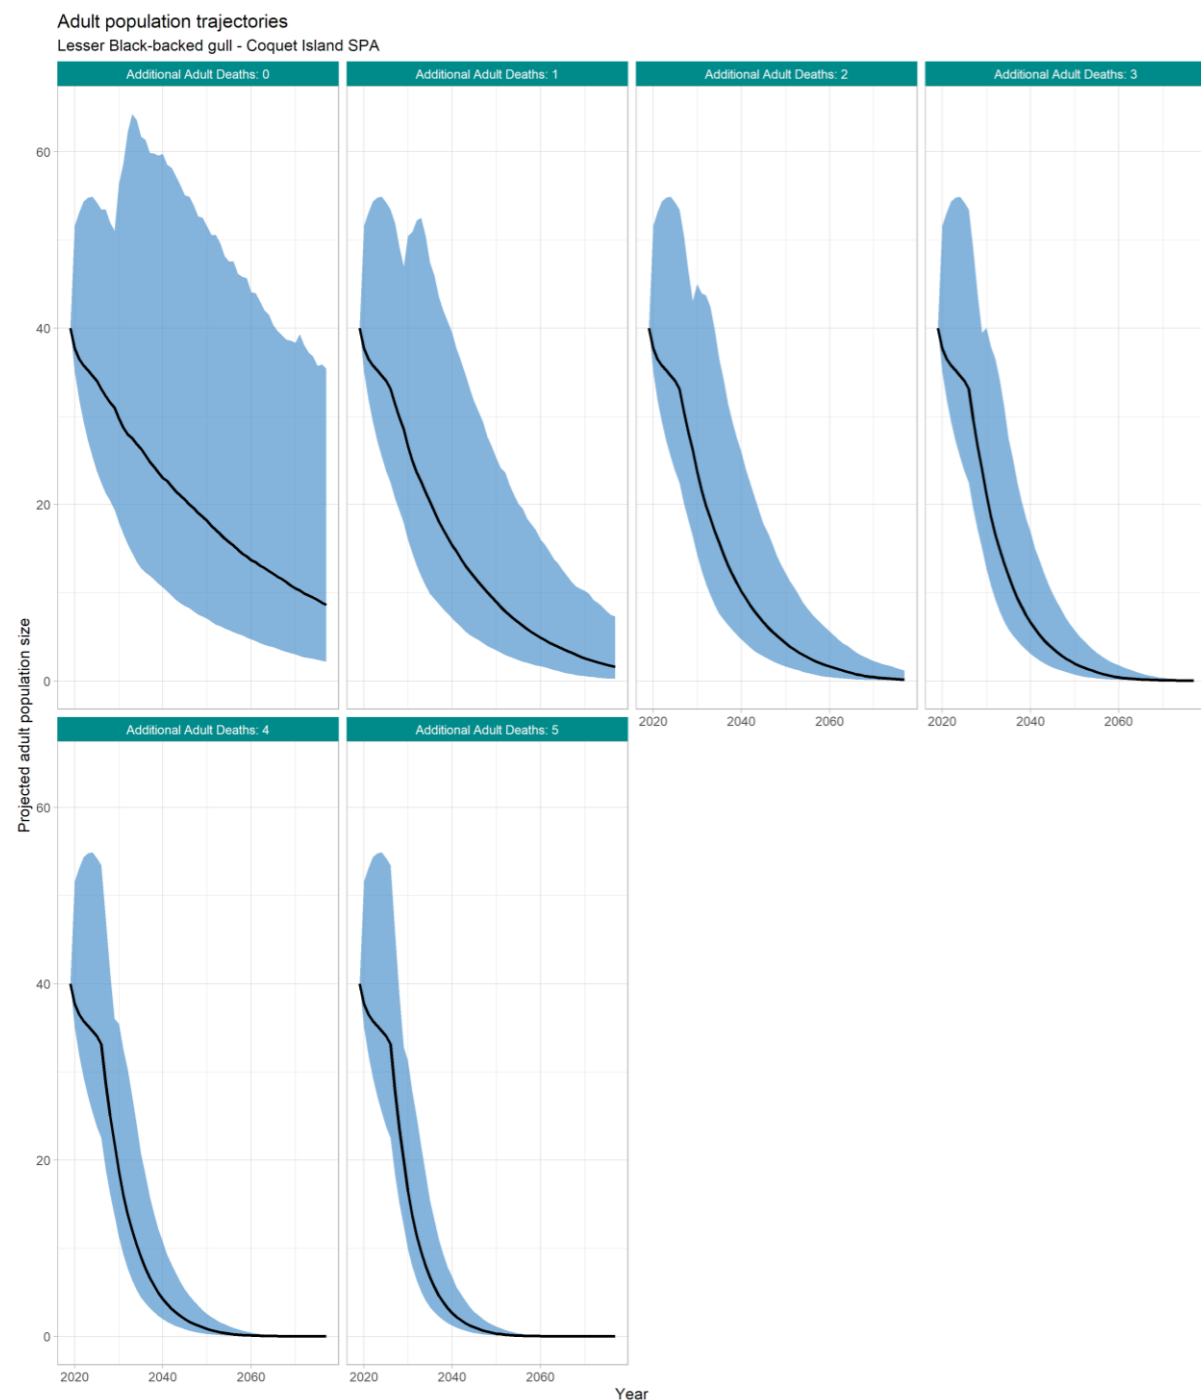 Adult population trajectories
Lesser Black-backed gull - Coquet Island SPA
Additional Adult Deaths: 0
Additional Adult Deaths: 1
Additional Adult Deaths: 2
Additional Adult Deaths: 3
60
40
20
0
2020 2040 2060
2020 2040 2060
Projected adult population size
Additional Adult Deaths: 4
Additional Adult Deaths: 5
60
40
20
0
2020 2040 2060
2020 2040 2060
Year